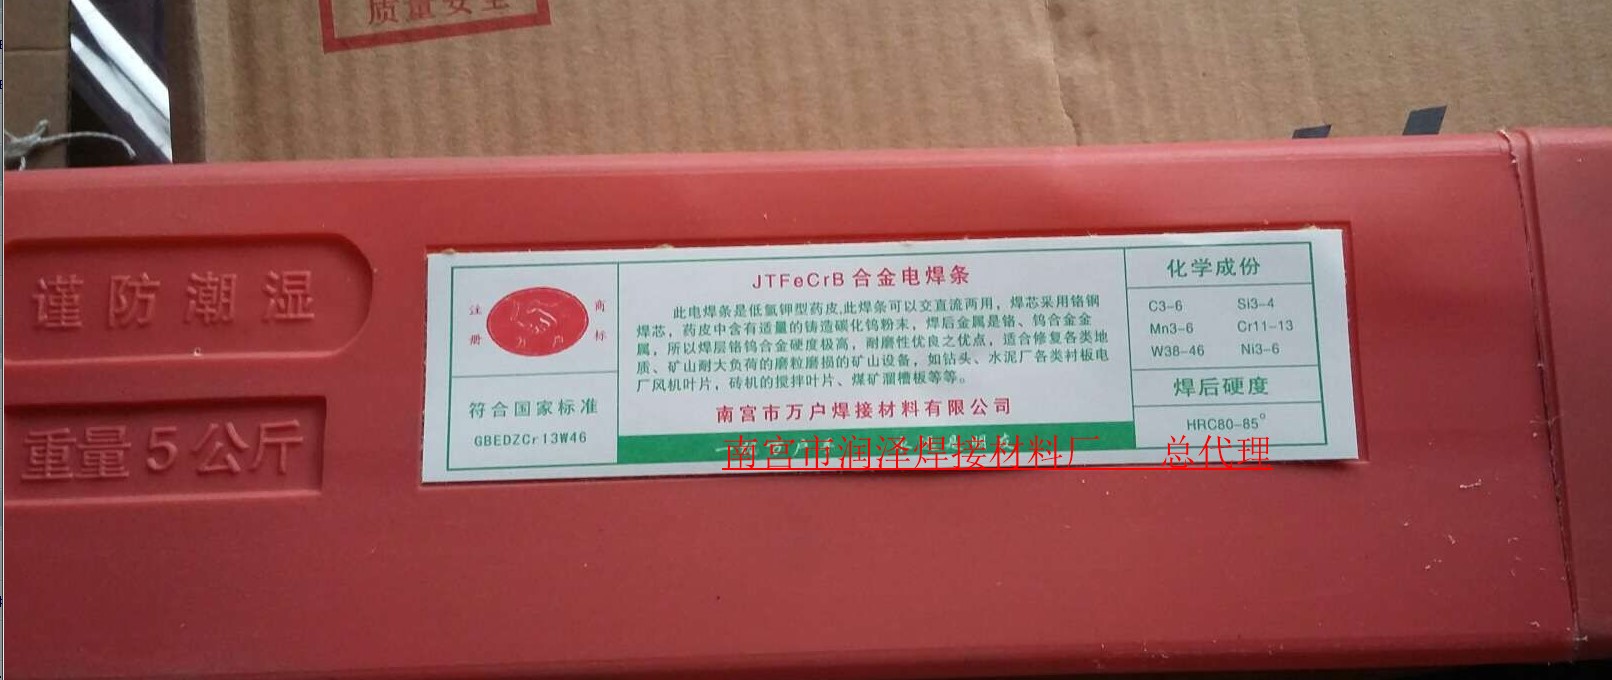 质量安全
谨防潮湿
重量5公斤
注册
商标
万户
符合国家标准
GBEDZCr13W46
JTFeCrB合金电焊条
此电焊条是低氢钾型药皮,此焊条可以交直流两用，焊芯采用铬钢
焊芯，药皮中含有适量的铸造碳化钨粉末，焊后金属是铬、钨合金金
属，所以焊层铬钨合金硬度极高，耐磨性优良之优点，适合修复各类地
质、矿山耐大负荷的磨粒磨损的矿山设备，如钻头、水泥厂各类衬板电
厂风机叶片，砖机的搅拌叶片、煤矿溜槽板等等。
南宫市万户焊接材料有限公司
南宫市润泽焊接材料厂 总代理
化学成份
C3-6 Si3-4
Mn3-6 Cr11-13
W38-46 Ni3-6
焊后硬度
HRC80-85°